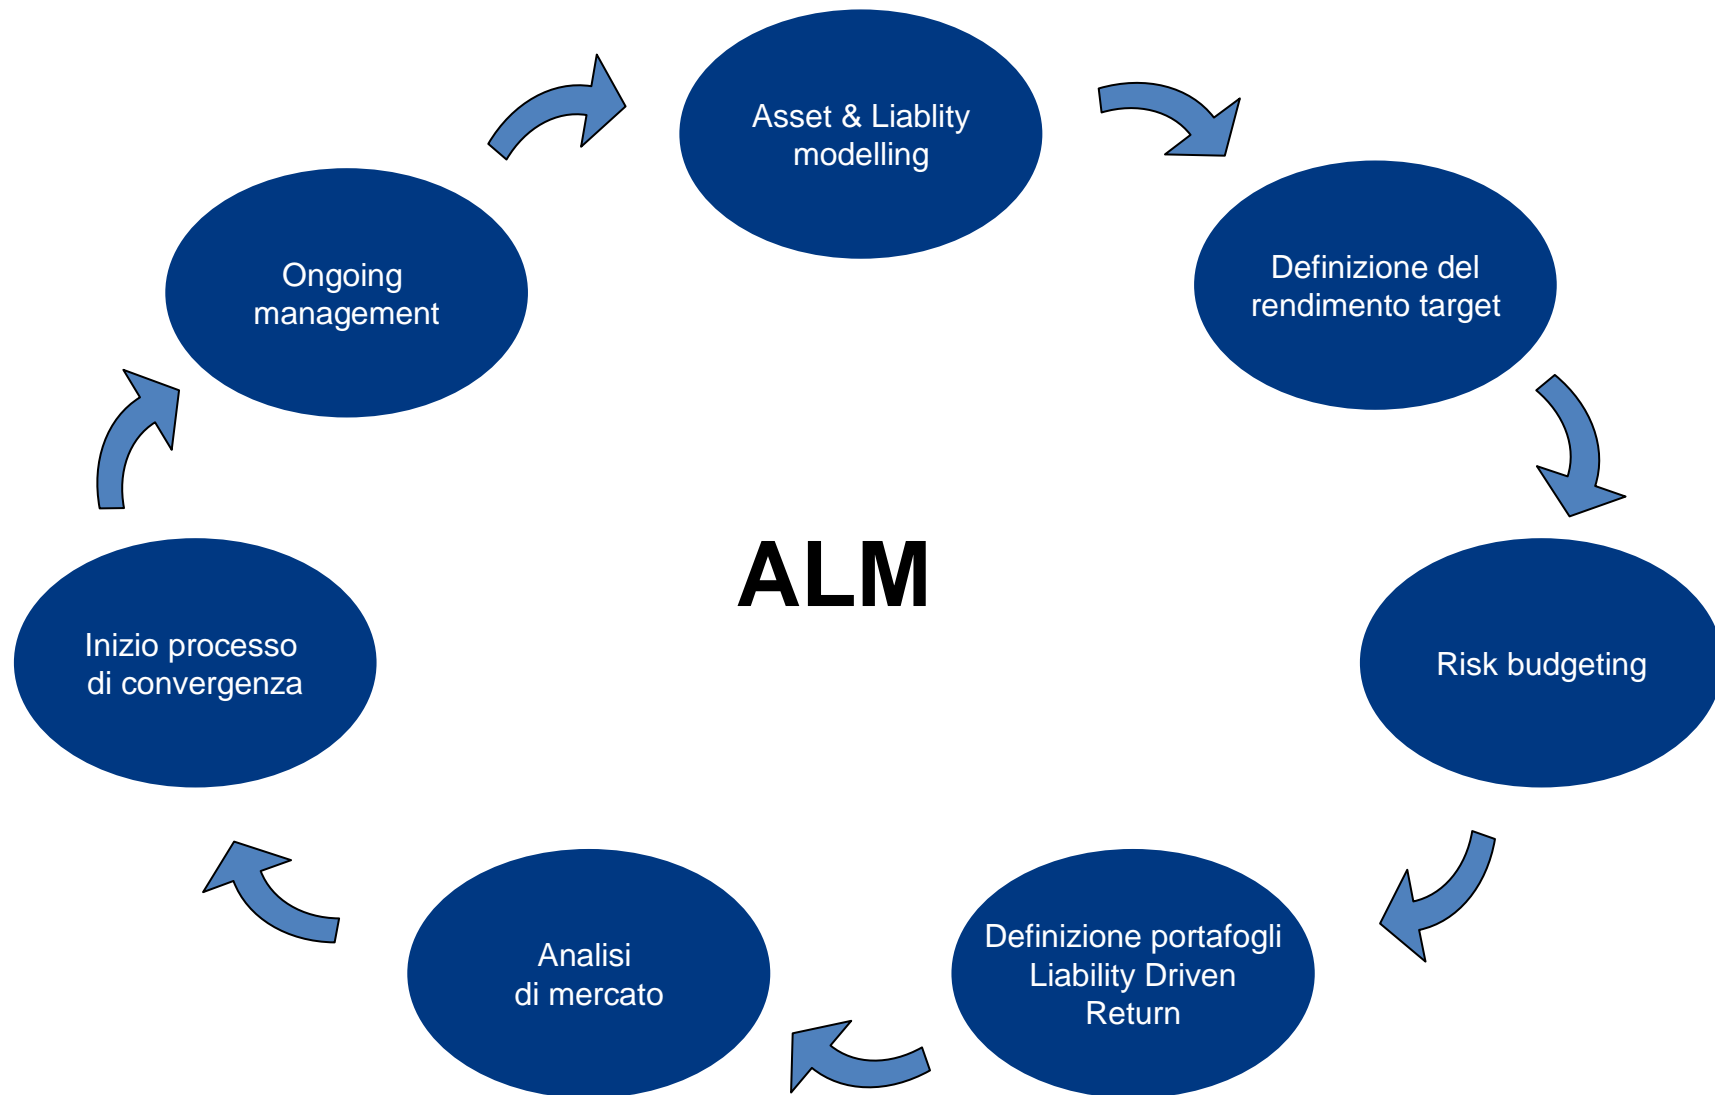 Asset & Liablity
modelling
Definizione del
rendimento target
Risk budgeting
Definizione portafogli
Liability Driven
Return
Analisi
di mercato
Inizio processo
di convergenza
Ongoing
management
ALM